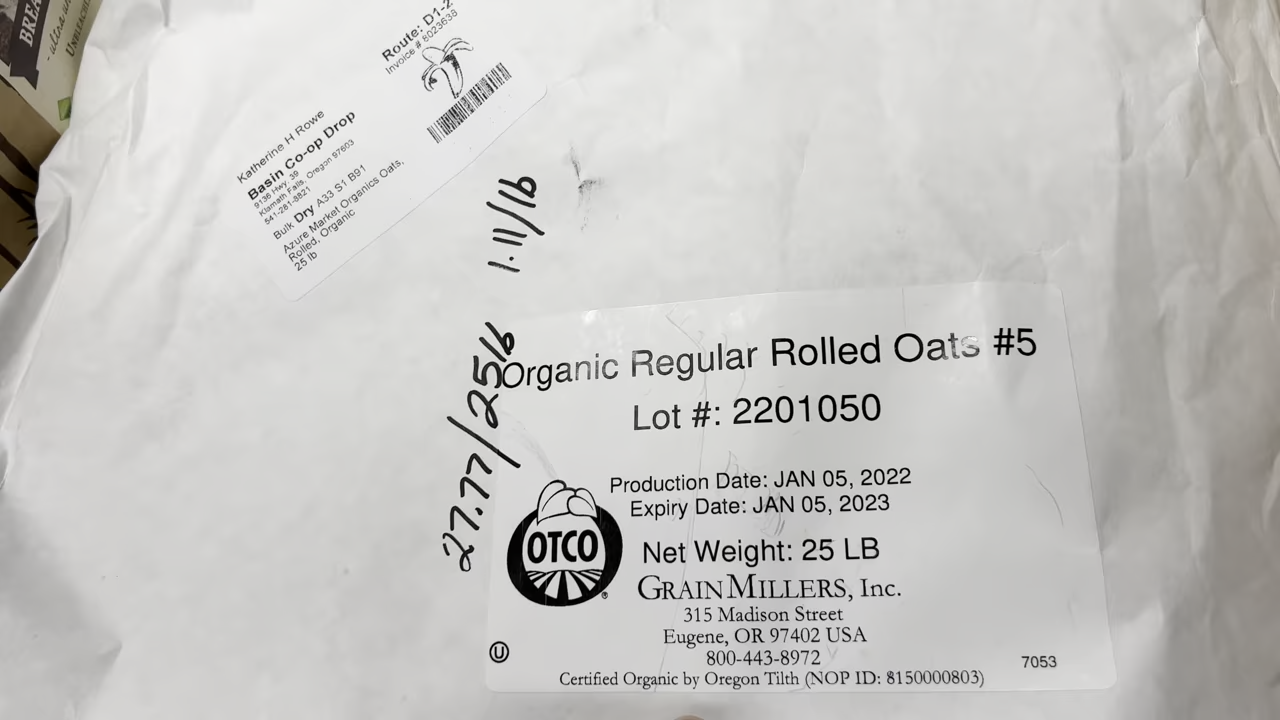 BREA
Route: D1-2
Invoice # 8023638
Katherine H Rowe
Basin Co-op Drop
9136 Hwy. 39
Klamath Falls, Oregon 97603
541-281-8821
Bulk Dry A33 S1 B91
Azure Market Organics Oats,
Rolled, Organic
25 lb
27.77/25lb 1.11/lb
Organic Regular Rolled Oats #5
Lot #: 2201050
Production Date: JAN 05, 2022
Expiry Date: JAN 05, 2023
OTCO
®
Net Weight: 25 LB
GRAIN MILLERS, Inc.
315 Madison Street
Eugene, OR 97402 USA
800-443-8972
U
7053
Certified Organic by Oregon Tilth (NOP ID: 8150000803)